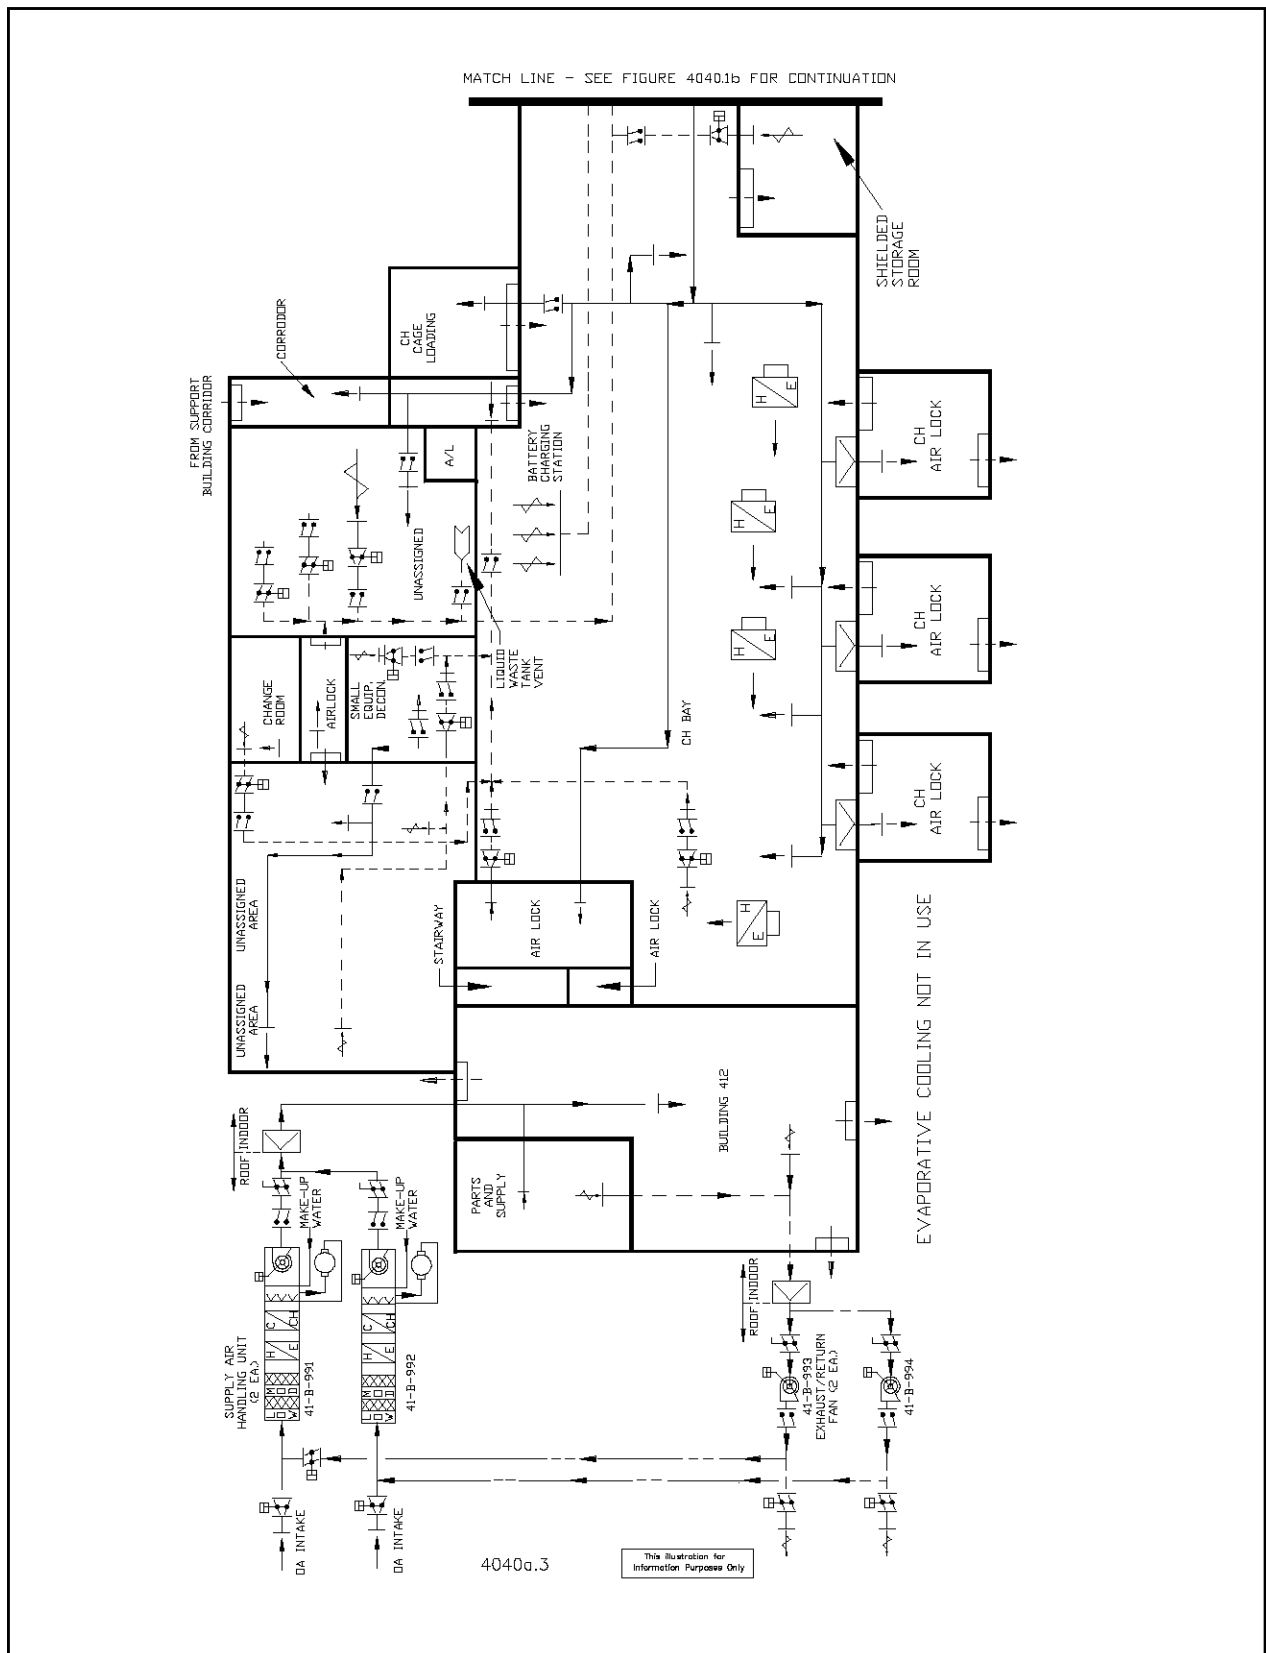 MATCH LINE - SEE FIGURE 4040.1b FOR CONTINUATION
SHIELDED
STORAGE
ROOM
CH
CAGE
LOADING
CORRODOR
FROM SUPPORT
BUILDING CORRIDOR
A/L
BATTERY
CHARGING
STATION
UNASSIGNED
LIQUID
WASTE
TANK
VENT
CHANGE
ROOM
AIRLOCK
SMALL
EQUIP.
DECON.
CH BAY
H
E
H
E
H
E
H
E
CH
AIR LOCK
CH
AIR LOCK
CH
AIR LOCK
UNASSIGNED
AREA
UNASSIGNED
AREA
STAIRWAY
AIR LOCK
AIR LOCK
BUILDING 412
PARTS
AND
SUPPLY
EVAPORATIVE COOLING NOT IN USE
ROOF
INDOOR
MAKE-UP
WATER
MAKE-UP
WATER
SUPPLY AIR
HANDLING UNIT
(2 EA.)
41-B-991
L
O
W
M
O
D
H
E
C
CH
41-B-992
L
O
W
M
O
D
H
E
C
CH
ROOF
INDOOR
41-B-993
EXHAUST/RETURN
FAN (2 EA.)
41-B-994
OA INTAKE
OA INTAKE
4040a.3
This illustration for
Information Purposes Only